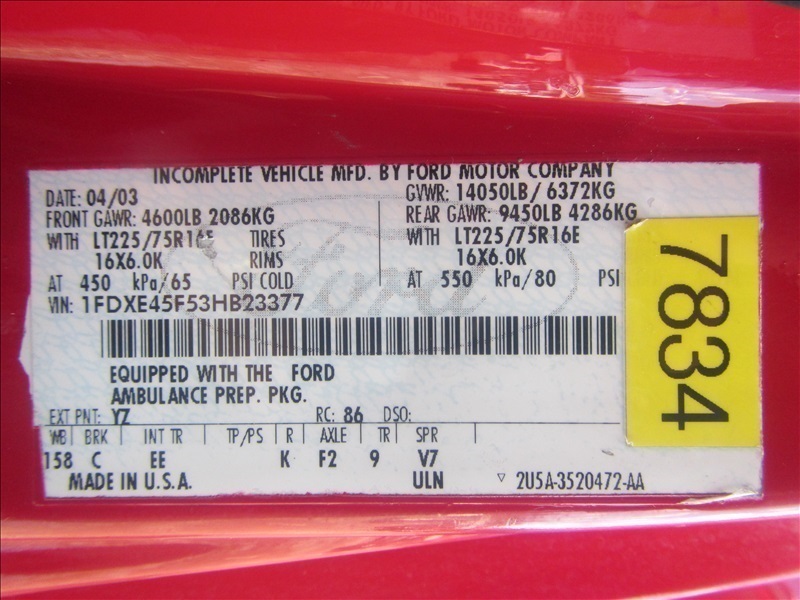 INCOMPLETE VEHICLE MFD. BY FORD MOTOR COMPANY
DATE: 04/03 GVWR: 14050LB / 6372KG
FRONT GAWR: 4600LB 2086KG REAR GAWR: 9450LB 4286KG
WITH LT225/75R16E TIRES WITH LT225/75R16E
16X6.0K RIMS 16X6.0K
AT 450 kPa/65 PSI COLD AT 550 kPa/80 PSI
VIN: 1FDXE45F53HB23377
Ford
EQUIPPED WITH THE FORD
AMBULANCE PREP. PKG.
EXT PNT: YZ RC: 86 DSO:
WB BRK INT TR TP/PS R AXLE TR SPR
158 C EE K F2 9 V7
MADE IN U.S.A. ULN 2U5A-3520472-AA
7834